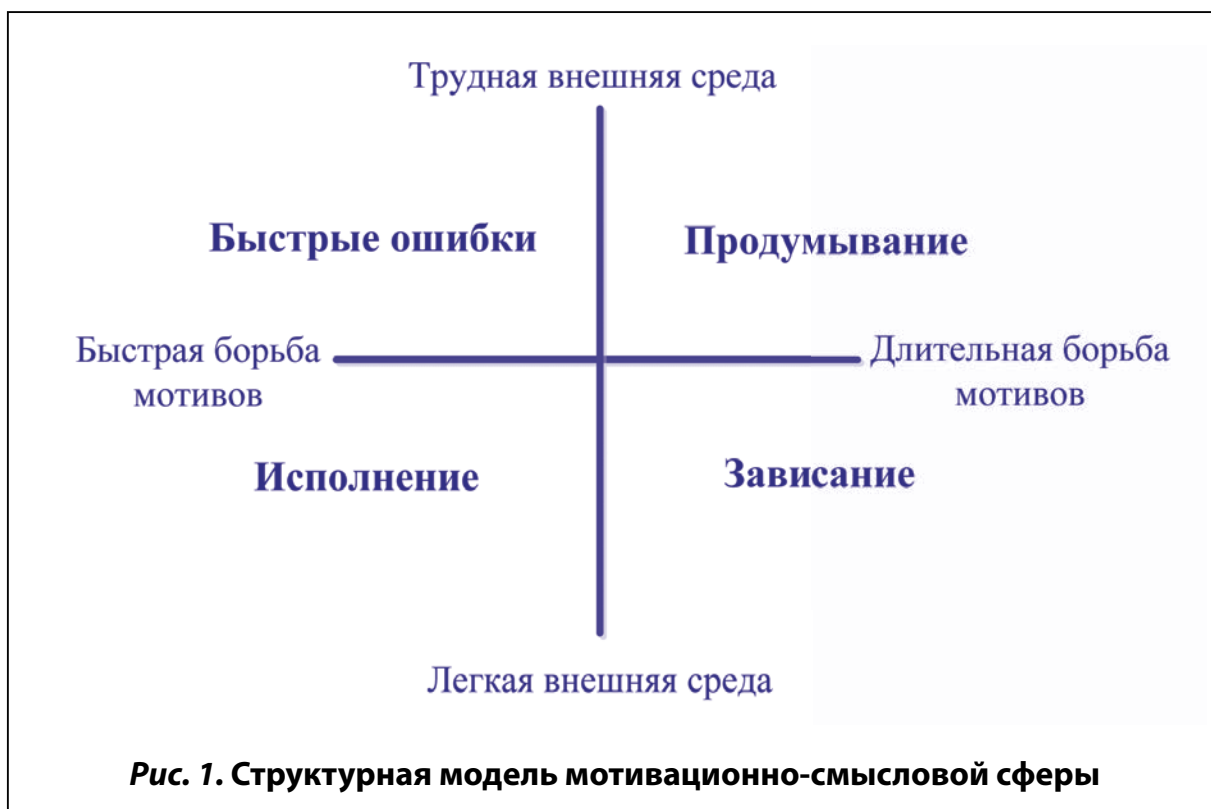 Трудная внешняя среда
Быстрые ошибки
Продумывание
Быстрая борьба
мотивов
Длительная борьба
мотивов
Исполнение
Зависание
Легкая внешняя среда
Рис. 1. Структурная модель мотивационно-смысловой сферы